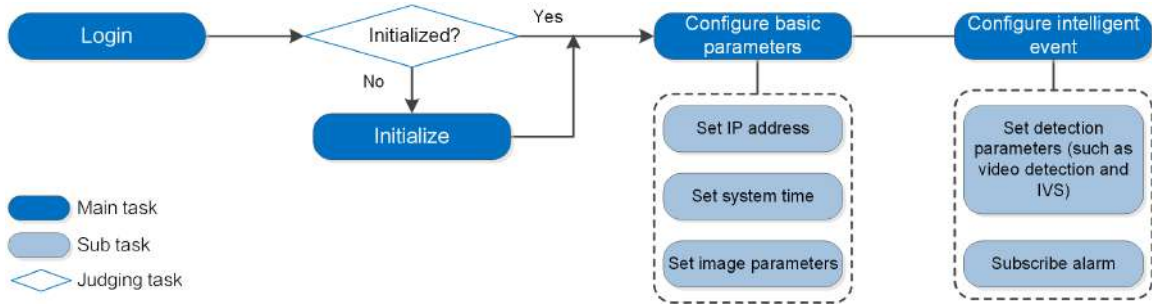 Login
Initialized?
Yes
No
Initialize
Configure basic
parameters
Set IP address
Set system time
Set image parameters
Configure intelligent
event
Set detection
parameters (such as
video detection and
IVS)
Subscribe alarm
Main task
Sub task
Judging task